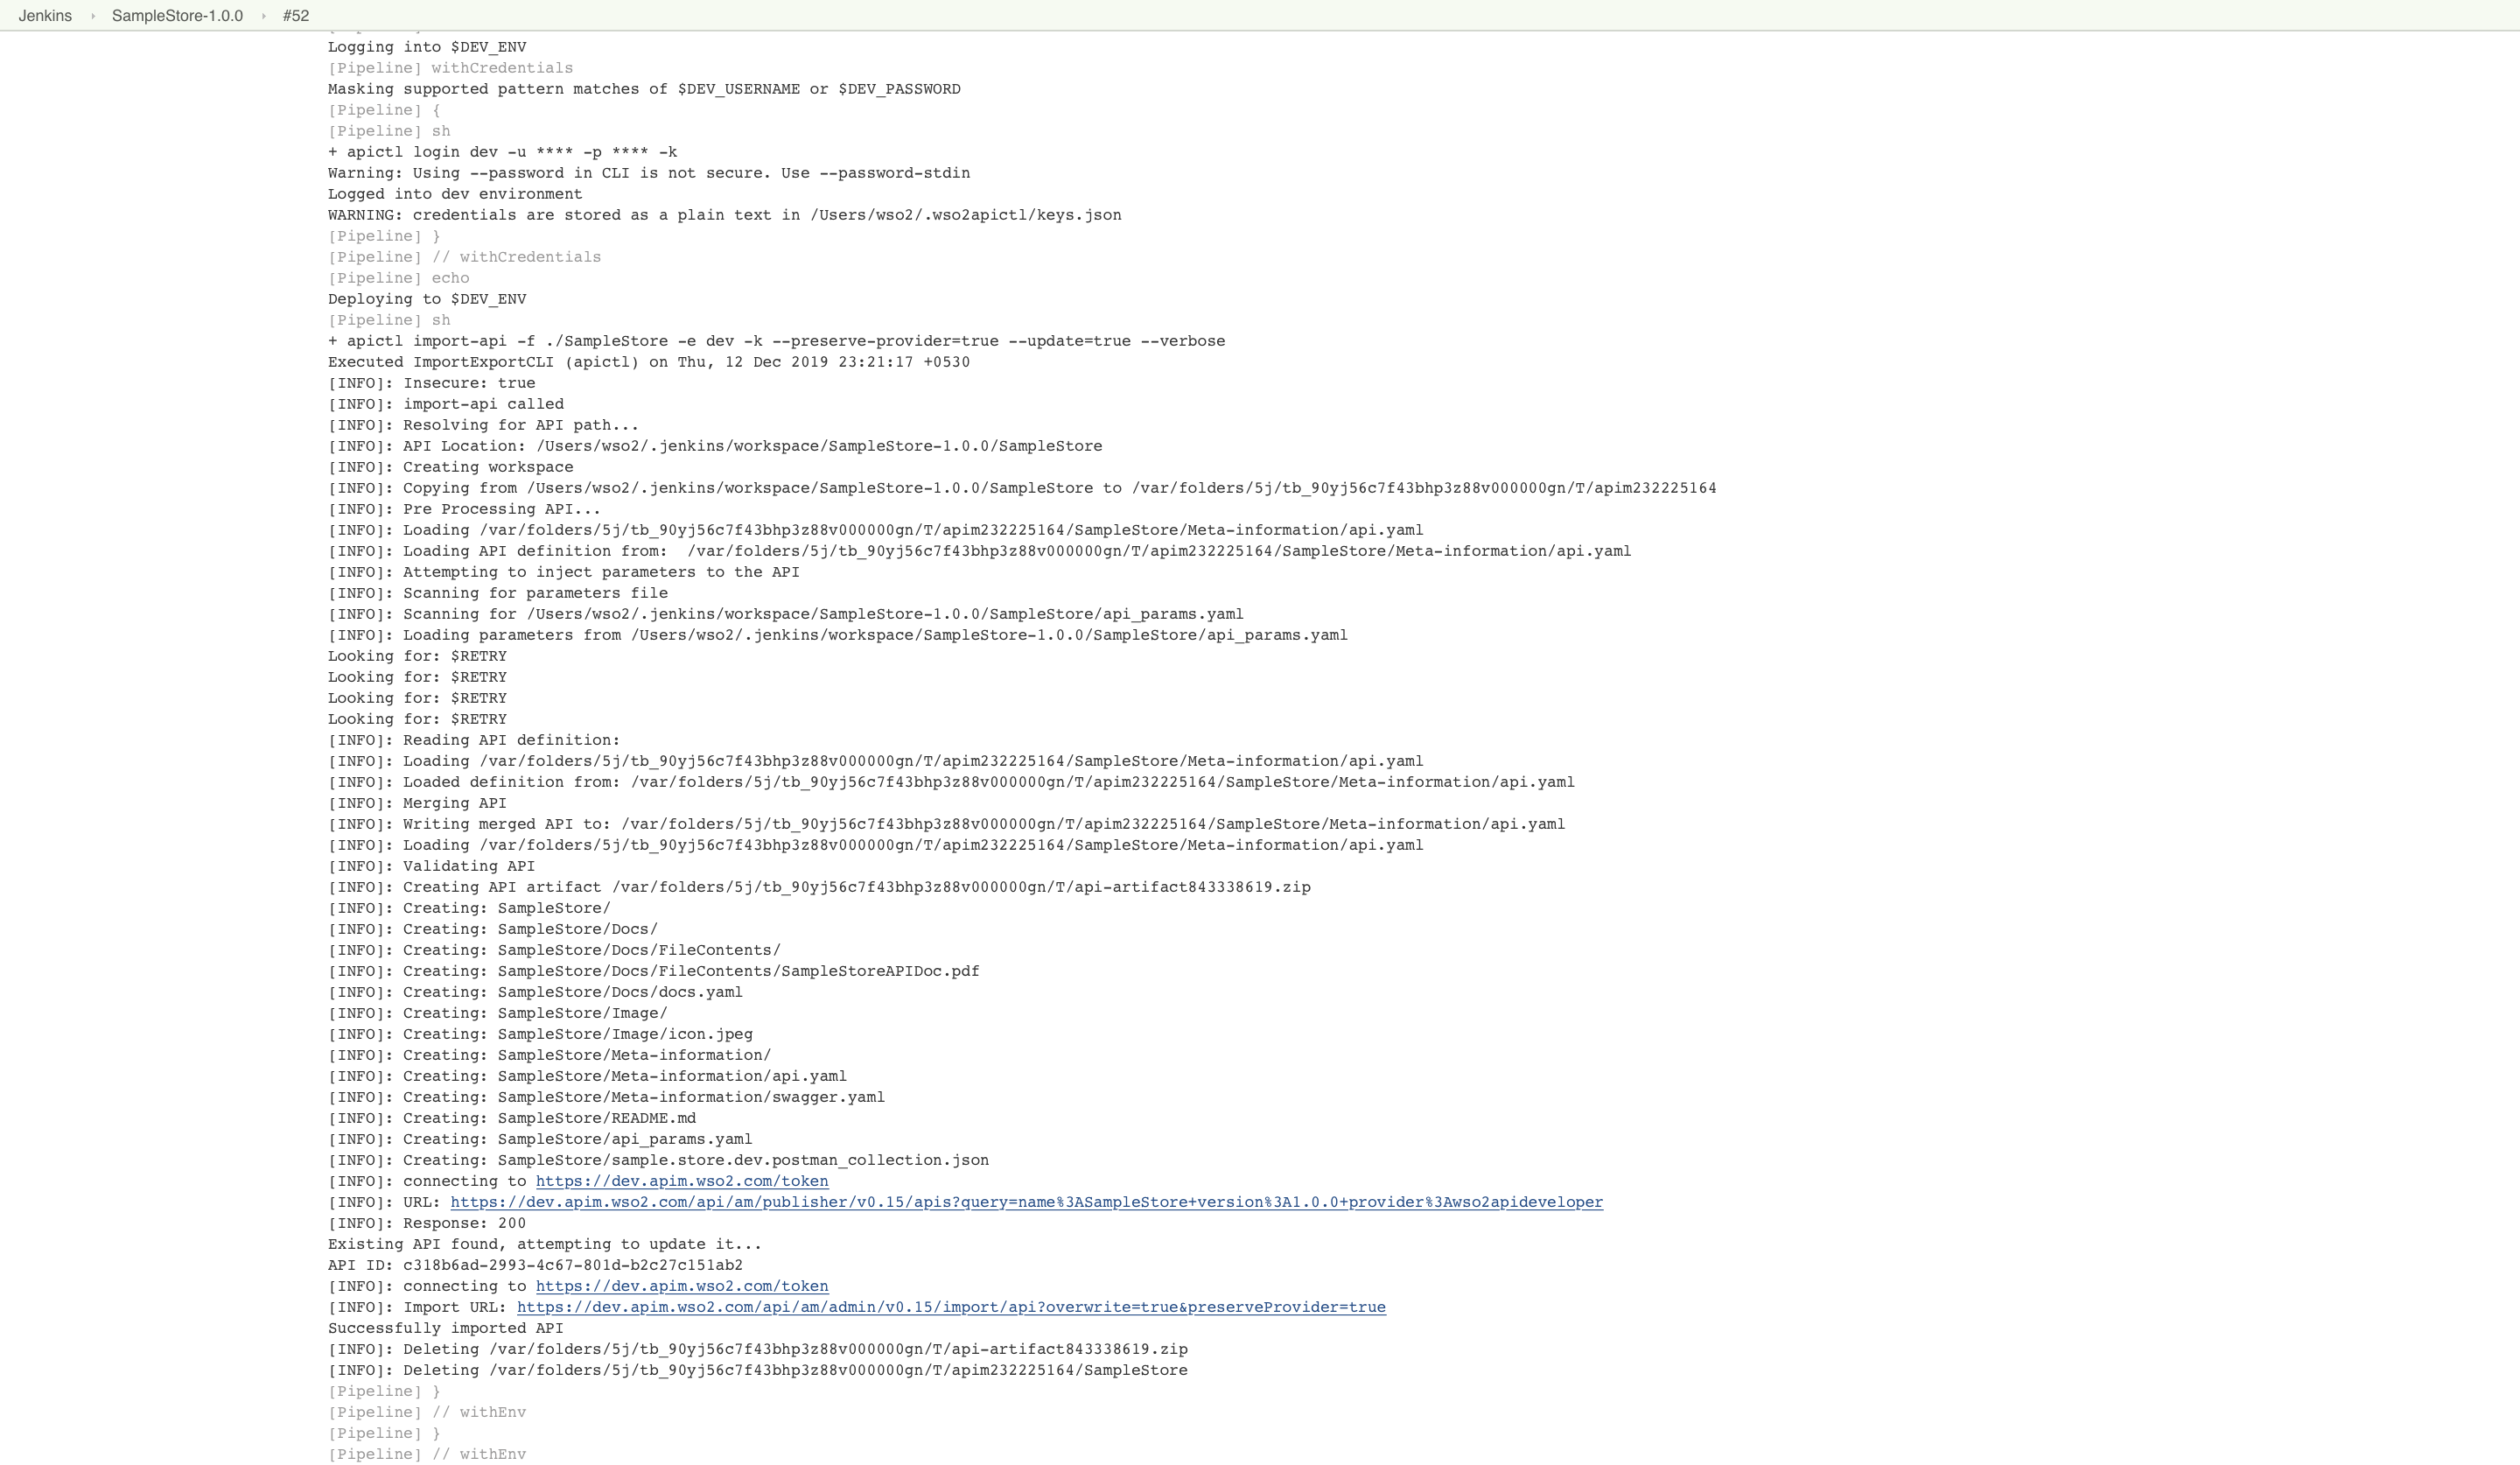 Jenkins › SampleStore-1.0.0 › #52
Logging into $DEV_ENV
[Pipeline] withCredentials
Masking supported pattern matches of $DEV_USERNAME or $DEV_PASSWORD
[Pipeline] {
[Pipeline] sh
+ apictl login dev -u **** -p **** -k
Warning: Using --password in CLI is not secure. Use --password-stdin
Logged into dev environment
WARNING: credentials are stored as a plain text in /Users/wso2/.wso2apictl/keys.json
[Pipeline] }
[Pipeline] // withCredentials
[Pipeline] echo
Deploying to $DEV_ENV
[Pipeline] sh
+ apictl import-api -f ./SampleStore -e dev -k --preserve-provider=true --update=true --verbose
Executed ImportExportCLI (apictl) on Thu, 12 Dec 2019 23:21:17 +0530
[INFO]: Insecure: true
[INFO]: import-api called
[INFO]: Resolving for API path...
[INFO]: API Location: /Users/wso2/.jenkins/workspace/SampleStore-1.0.0/SampleStore
[INFO]: Creating workspace
[INFO]: Copying from /Users/wso2/.jenkins/workspace/SampleStore-1.0.0/SampleStore to /var/folders/5j/tb_90yj56c7f43bhp3z88v000000gn/T/apim232225164
[INFO]: Pre Processing API...
[INFO]: Loading /var/folders/5j/tb_90yj56c7f43bhp3z88v000000gn/T/apim232225164/SampleStore/Meta-information/api.yaml
[INFO]: Loading API definition from:  /var/folders/5j/tb_90yj56c7f43bhp3z88v000000gn/T/apim232225164/SampleStore/Meta-information/api.yaml
[INFO]: Attempting to inject parameters to the API
[INFO]: Scanning for parameters file
[INFO]: Scanning for /Users/wso2/.jenkins/workspace/SampleStore-1.0.0/SampleStore/api_params.yaml
[INFO]: Loading parameters from /Users/wso2/.jenkins/workspace/SampleStore-1.0.0/SampleStore/api_params.yaml
Looking for: $RETRY
Looking for: $RETRY
Looking for: $RETRY
Looking for: $RETRY
[INFO]: Reading API definition:
[INFO]: Loading /var/folders/5j/tb_90yj56c7f43bhp3z88v000000gn/T/apim232225164/SampleStore/Meta-information/api.yaml
[INFO]: Loaded definition from: /var/folders/5j/tb_90yj56c7f43bhp3z88v000000gn/T/apim232225164/SampleStore/Meta-information/api.yaml
[INFO]: Merging API
[INFO]: Writing merged API to: /var/folders/5j/tb_90yj56c7f43bhp3z88v000000gn/T/apim232225164/SampleStore/Meta-information/api.yaml
[INFO]: Loading /var/folders/5j/tb_90yj56c7f43bhp3z88v000000gn/T/apim232225164/SampleStore/Meta-information/api.yaml
[INFO]: Validating API
[INFO]: Creating API artifact /var/folders/5j/tb_90yj56c7f43bhp3z88v000000gn/T/api-artifact843338619.zip
[INFO]: Creating: SampleStore/
[INFO]: Creating: SampleStore/Docs/
[INFO]: Creating: SampleStore/Docs/FileContents/
[INFO]: Creating: SampleStore/Docs/FileContents/SampleStoreAPIDoc.pdf
[INFO]: Creating: SampleStore/Docs/docs.yaml
[INFO]: Creating: SampleStore/Image/
[INFO]: Creating: SampleStore/Image/icon.jpeg
[INFO]: Creating: SampleStore/Meta-information/
[INFO]: Creating: SampleStore/Meta-information/api.yaml
[INFO]: Creating: SampleStore/Meta-information/swagger.yaml
[INFO]: Creating: SampleStore/README.md
[INFO]: Creating: SampleStore/api_params.yaml
[INFO]: Creating: SampleStore/sample.store.dev.postman_collection.json
[INFO]: connecting to https://dev.apim.wso2.com/token
[INFO]: URL: https://dev.apim.wso2.com/api/am/publisher/v0.15/apis?query=name%3ASampleStore+version%3A1.0.0+provider%3Awso2apideveloper
[INFO]: Response: 200
Existing API found, attempting to update it...
API ID: c318b6ad-2993-4c67-801d-b2c27c151ab2
[INFO]: connecting to https://dev.apim.wso2.com/token
[INFO]: Import URL: https://dev.apim.wso2.com/api/am/admin/v0.15/import/api?overwrite=true&preserveProvider=true
Successfully imported API
[INFO]: Deleting /var/folders/5j/tb_90yj56c7f43bhp3z88v000000gn/T/api-artifact843338619.zip
[INFO]: Deleting /var/folders/5j/tb_90yj56c7f43bhp3z88v000000gn/T/apim232225164/SampleStore
[Pipeline] }
[Pipeline] // withEnv
[Pipeline] }
[Pipeline] // withEnv